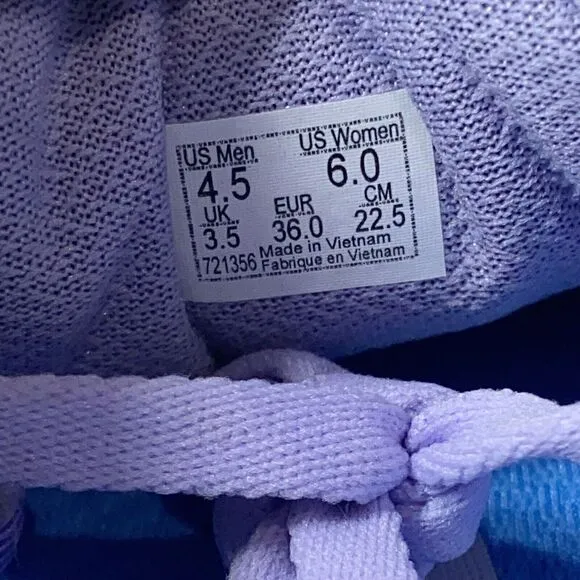 US Men US Women
4.5 6.0
UK EUR CM
3.5 36.0 22.5
Made in Vietnam
721356 Fabrique en Vietnam